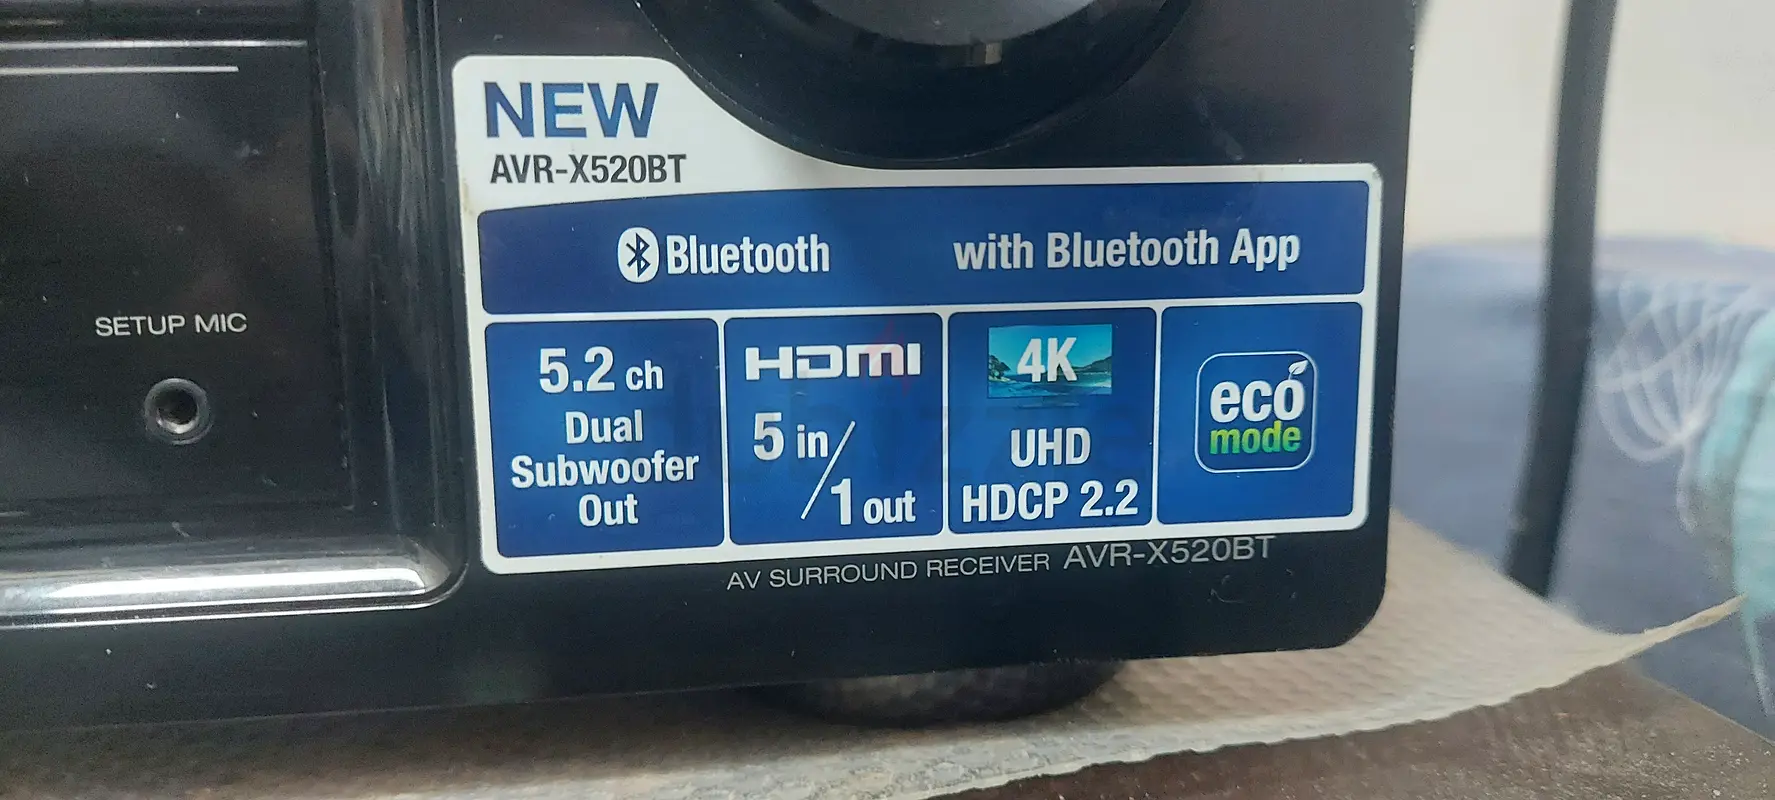 NEW
AVR-X520BT
Bluetooth with Bluetooth App
SETUP MIC
5.2 ch
Dual
Subwoofer
Out
HDMI
5 in/
1 out
4K
UHD
HDCP 2.2
eco
mode
AV SURROUND RECEIVER AVR-X520BT